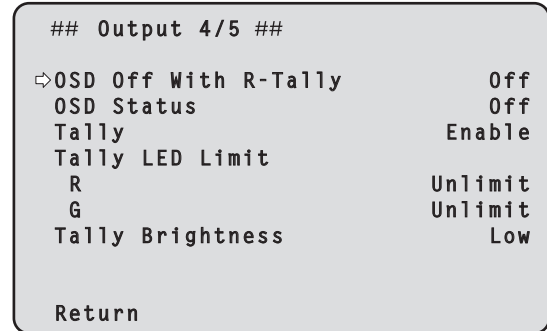 ## Output 4/5 ##
⇨OSD Off With R-Tally Off
OSD Status Off
Tally Enable
Tally LED Limit
R Unlimit
G Unlimit
Tally Brightness Low
Return